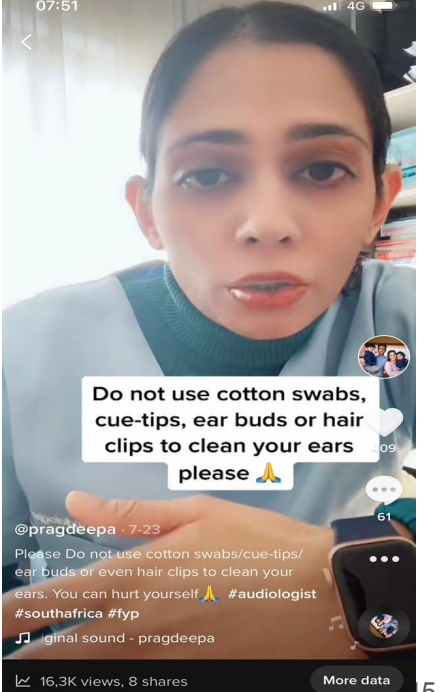 07:51
4G
Do not use cotton swabs,
cue-tips, ear buds or hair
clips to clean your ears
please 🙏
409
61
@pragdeepa · 7-23
Please Do not use cotton swabs/cue-tips/
ear buds or even hair clips to clean your
ears. You can hurt yourself🙏 #audiologist
#southafrica #fyp
ginal sound - pragdeepa
16,3K views, 8 shares
More data
15